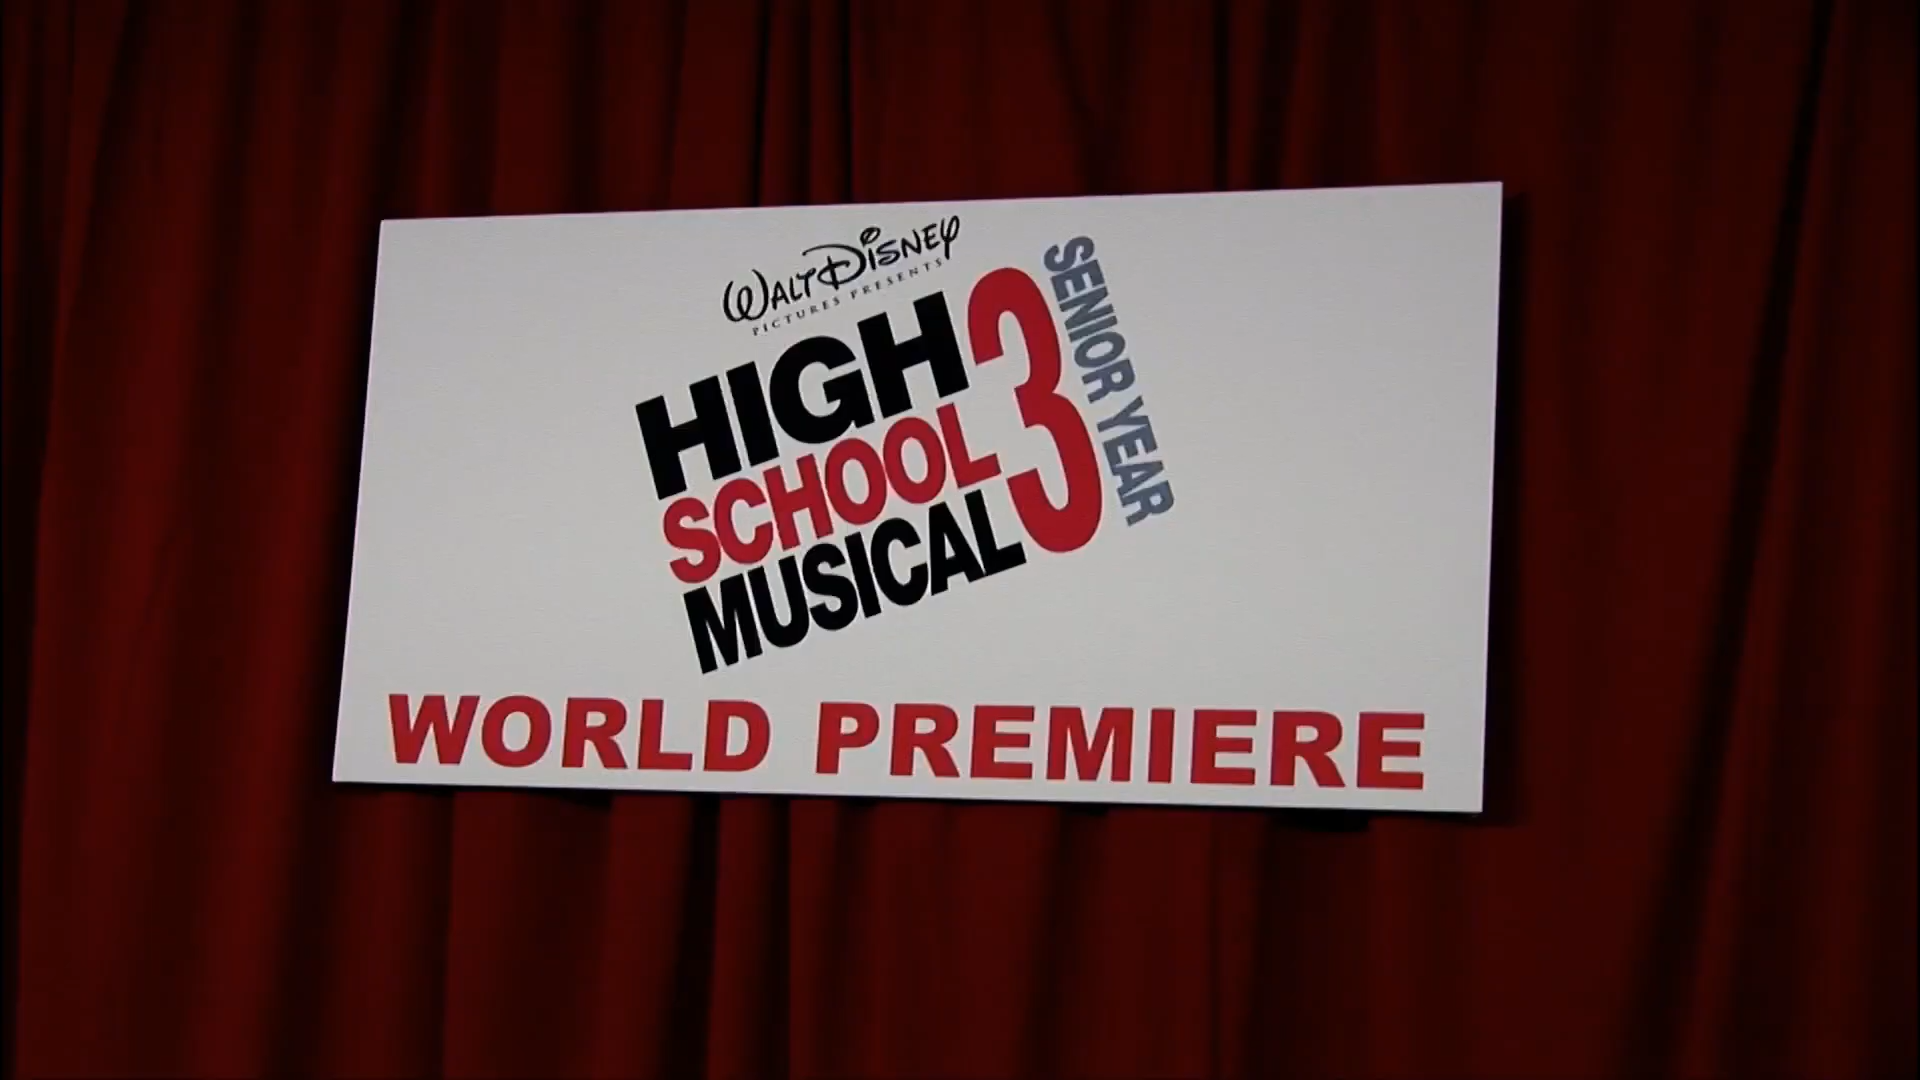 WALT DISNEY
PICTURES PRESENTS
HIGH
SCHOOL
MUSICAL
3
SENIOR YEAR
WORLD PREMIERE